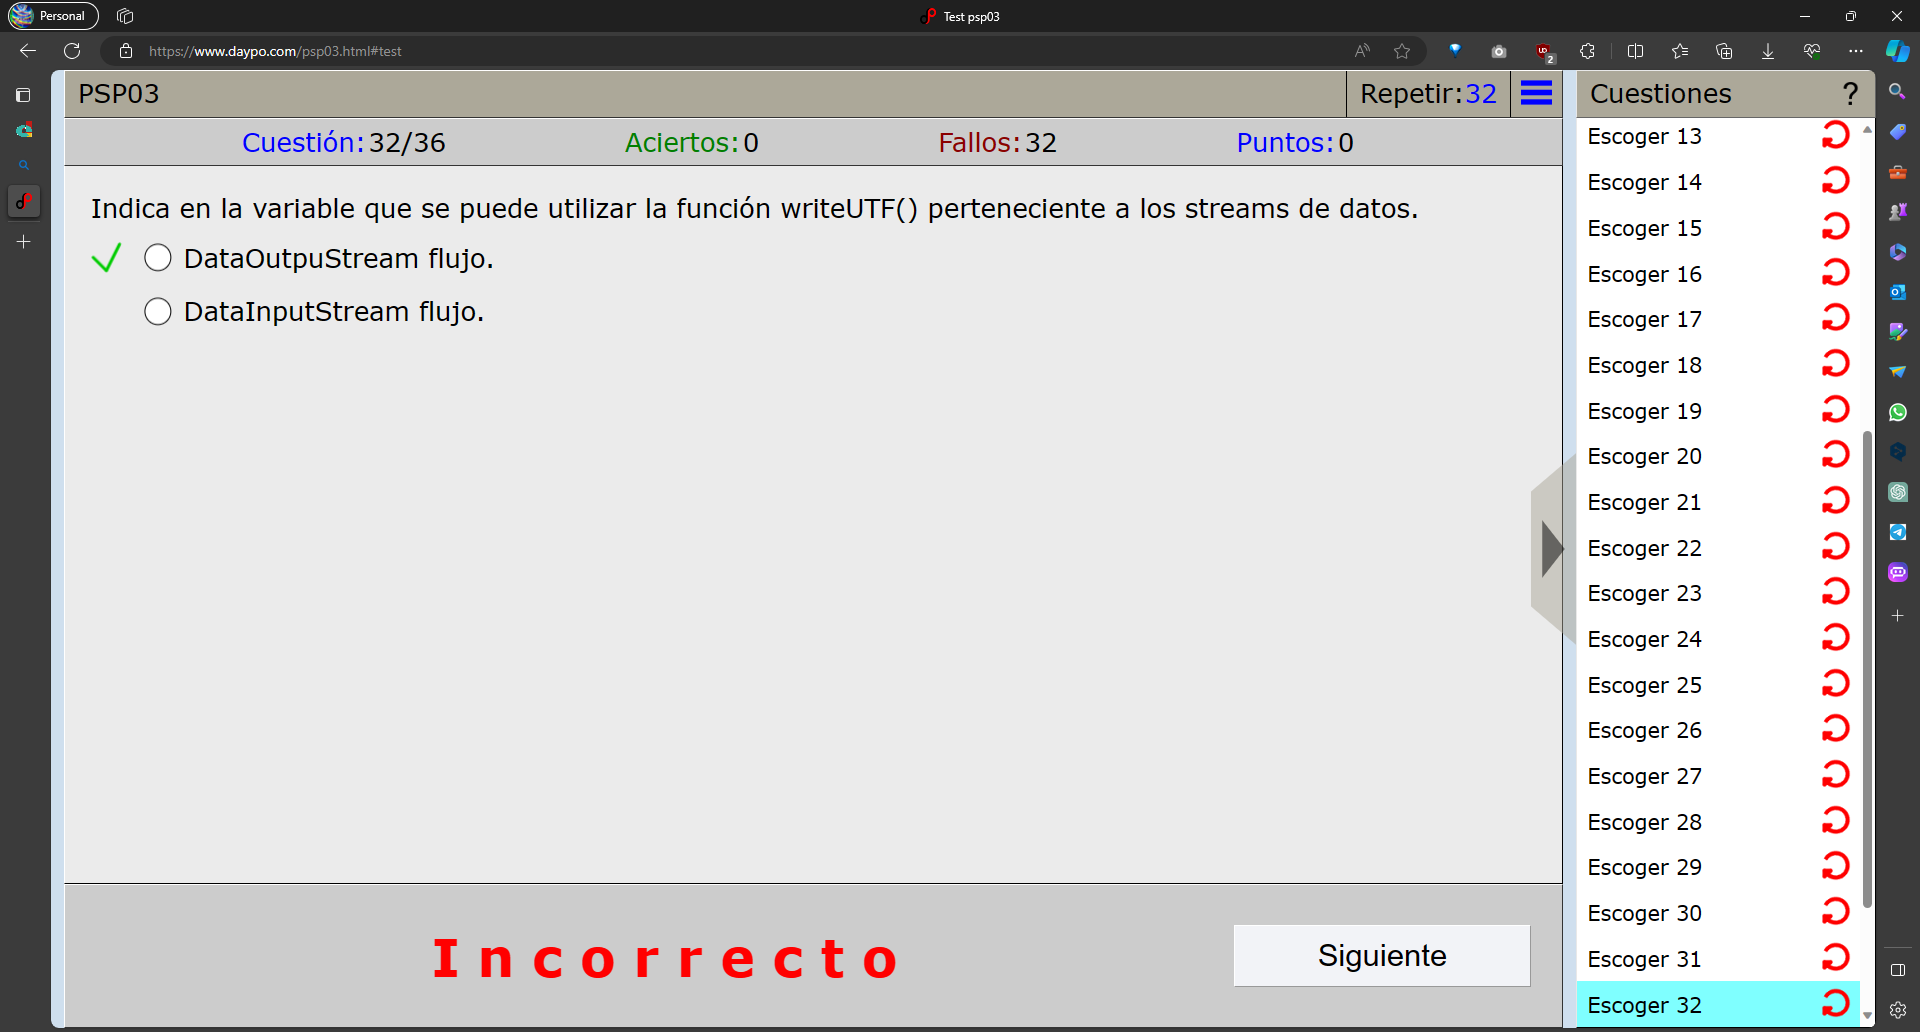 Personal
Test psp03
https://www.daypo.com/psp03.html#test
2
PSP03
Repetir:32
Cuestiones
?
Cuestión:32/36
Aciertos:0
Fallos:32
Puntos:0
Indica en la variable que se puede utilizar la función writeUTF() perteneciente a los streams de datos.
DataOutpuStream flujo.
DataInputStream flujo.
Incorrecto
Siguiente
Escoger 13
Escoger 14
Escoger 15
Escoger 16
Escoger 17
Escoger 18
Escoger 19
Escoger 20
Escoger 21
Escoger 22
Escoger 23
Escoger 24
Escoger 25
Escoger 26
Escoger 27
Escoger 28
Escoger 29
Escoger 30
Escoger 31
Escoger 32